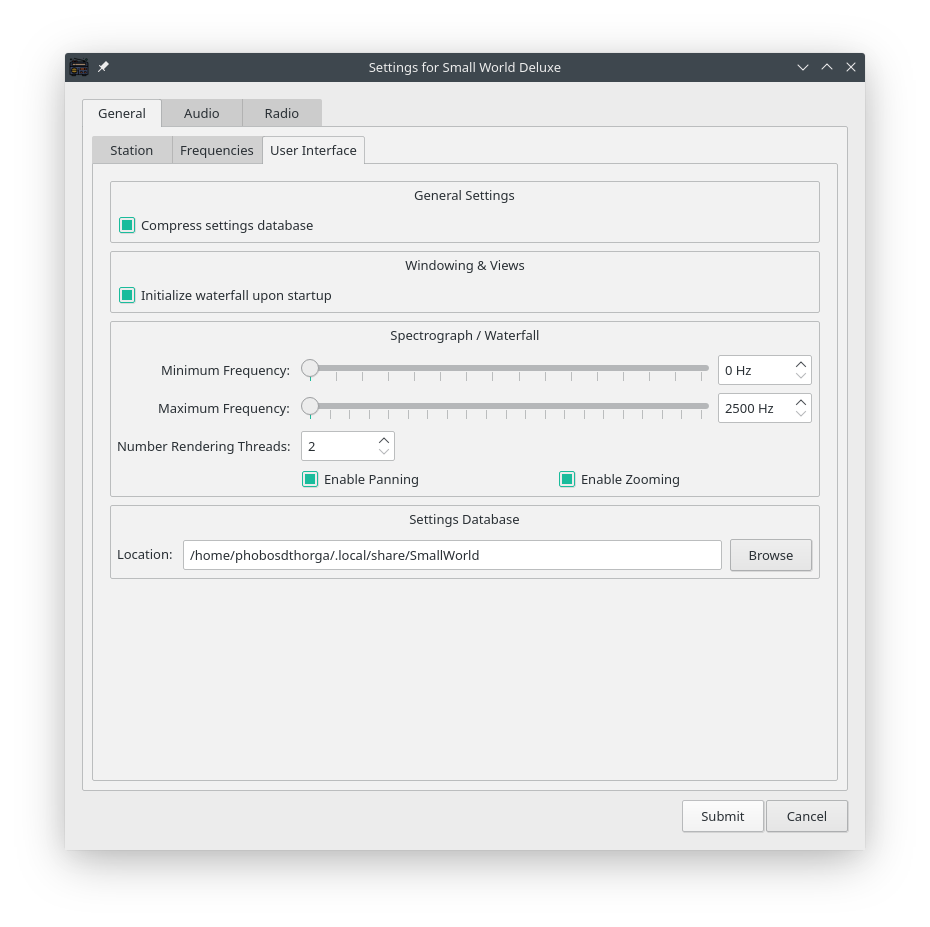 Settings for Small World Deluxe
General Audio Radio
Station Frequencies User Interface
General Settings
Compress settings database
Windowing & Views
Initialize waterfall upon startup
Spectrograph / Waterfall
Minimum Frequency: 0 Hz
Maximum Frequency: 2500 Hz
Number Rendering Threads: 2
Enable Panning Enable Zooming
Settings Database
Location: /home/phobosdthorga/.local/share/SmallWorld Browse
Submit Cancel